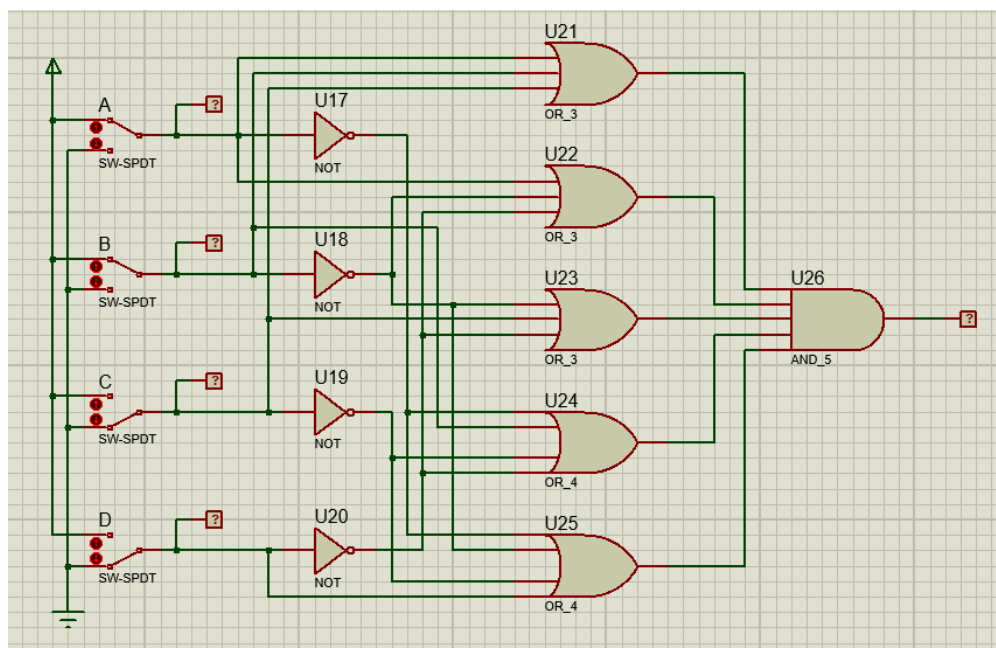 U21
OR_3
A
?
U17
SW-SPDT
NOT
U22
OR_3
B
?
U18
SW-SPDT
NOT
U23
OR_3
U26
?
AND_5
C
?
U19
SW-SPDT
NOT
U24
OR_4
D
?
U20
SW-SPDT
NOT
U25
OR_4